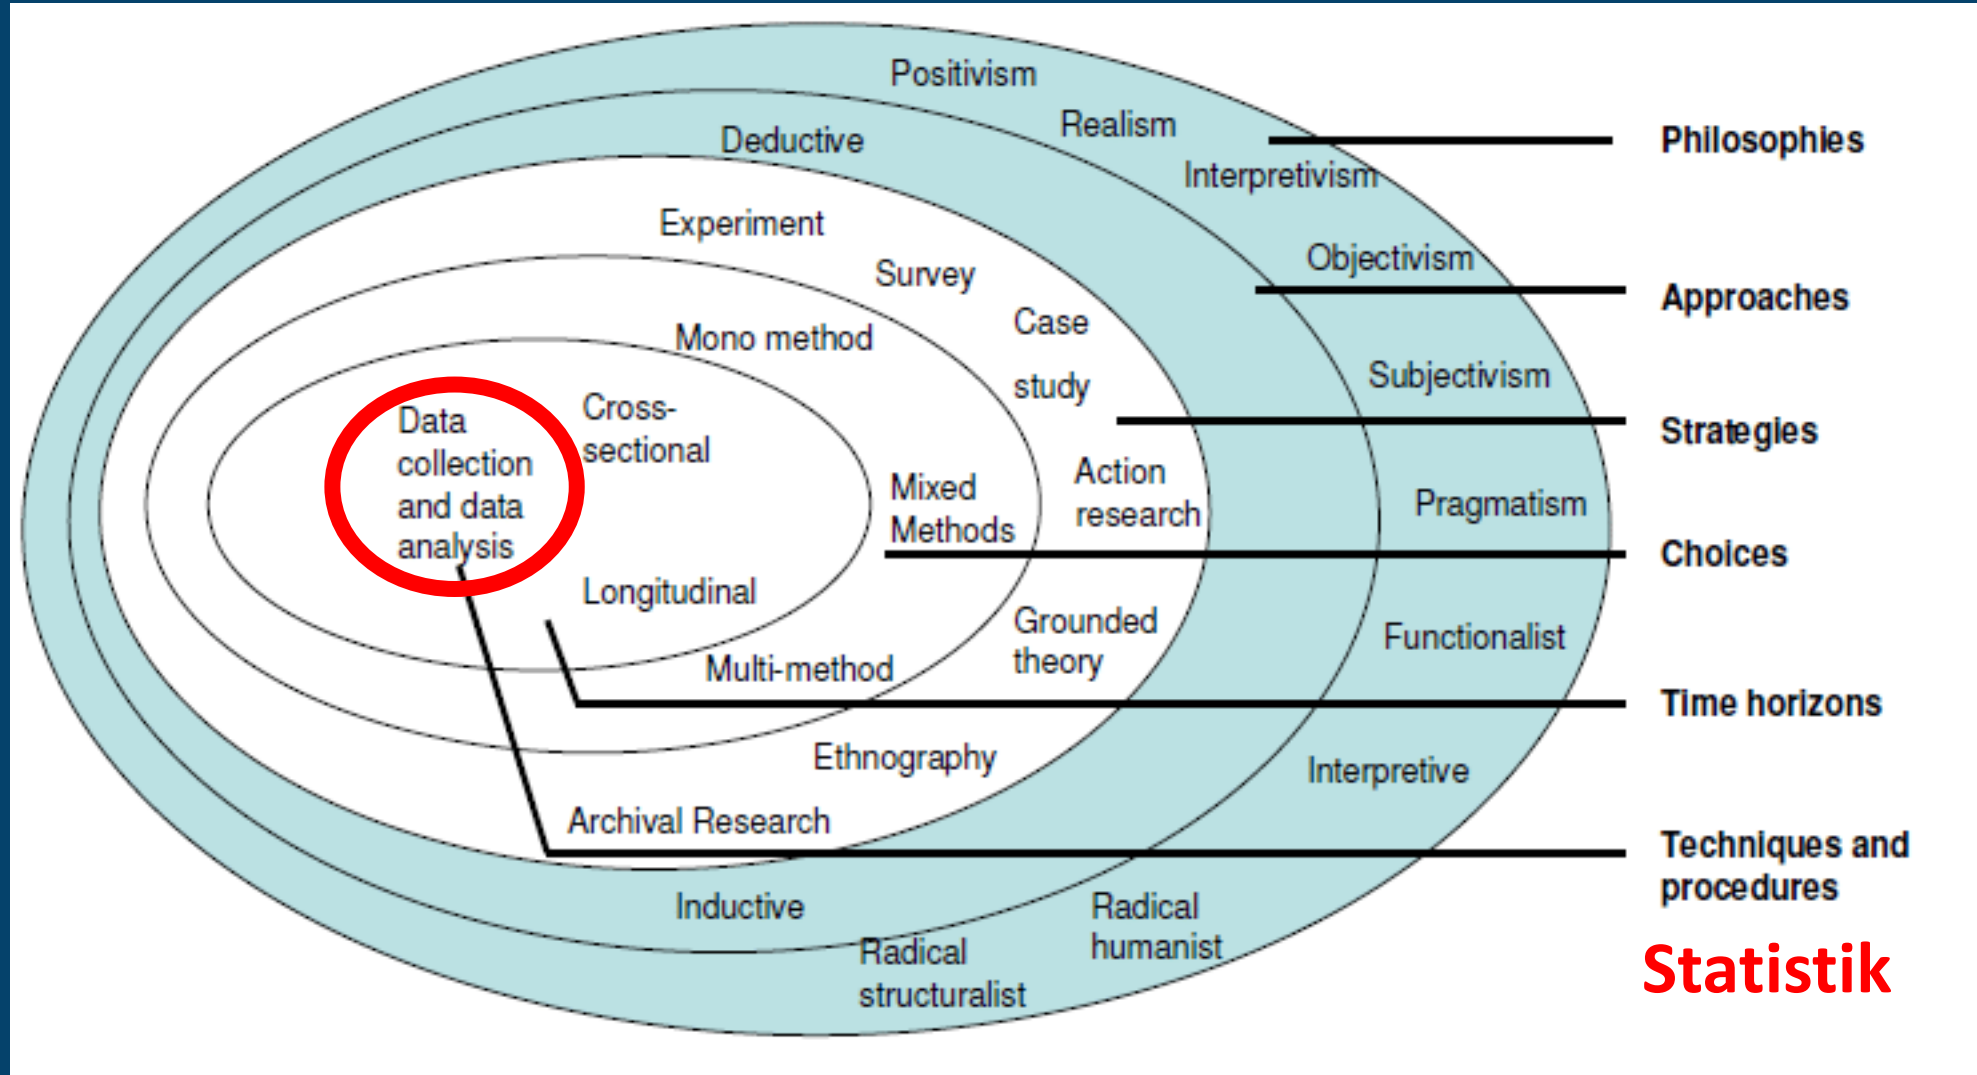 Positivism
Realism
Interpretivism
Objectivism
Subjectivism
Pragmatism
Functionalist
Interpretive
Radical
humanist
Radical
structuralist
Deductive
Inductive
Experiment
Survey
Case
study
Action
research
Grounded
theory
Ethnography
Archival Research
Mono method
Mixed
Methods
Multi-method
Cross-
sectional
Longitudinal
Data
collection
and data
analysis
Philosophies
Approaches
Strategies
Choices
Time horizons
Techniques and
procedures
Statistik